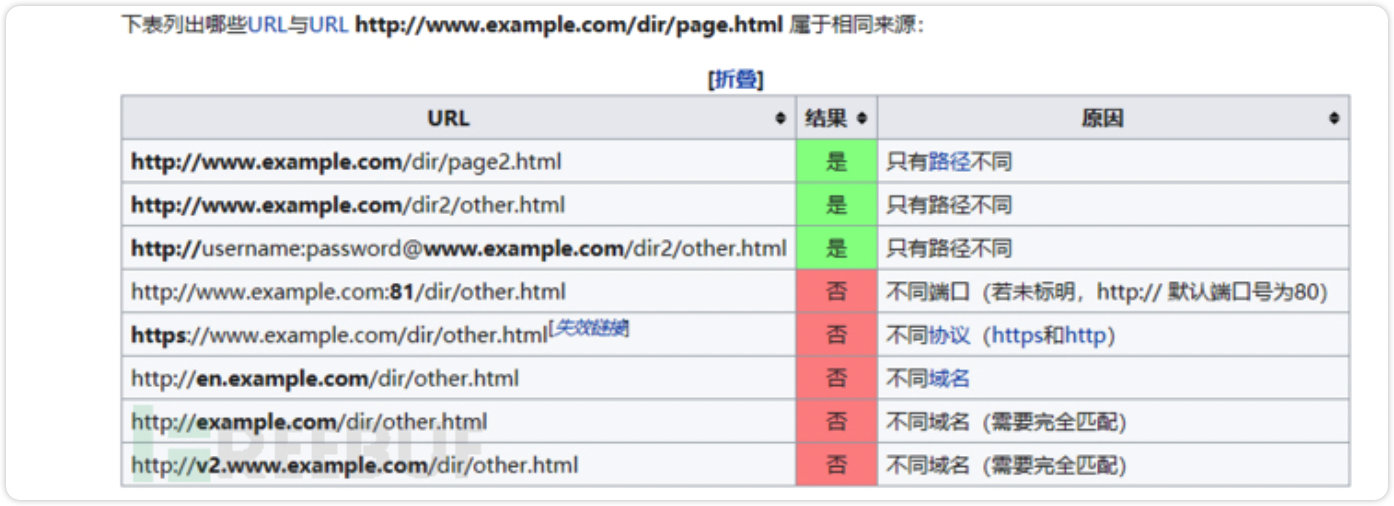 下表列出哪些URL与URL http://www.example.com/dir/page.html 属于相同来源：
[折叠]
URL 结果 原因
http://www.example.com/dir/page2.html 是 只有路径不同
http://www.example.com/dir2/other.html 是 只有路径不同
http://username:password@www.example.com/dir2/other.html 是 只有路径不同
http://www.example.com:81/dir/other.html 否 不同端口（若未标明，http:// 默认端口号为80）
https://www.example.com/dir/other.html[失效链接] 否 不同协议（https和http）
http://en.example.com/dir/other.html 否 不同域名
http://example.com/dir/other.html 否 不同域名（需要完全匹配）
http://v2.www.example.com/dir/other.html 否 不同域名（需要完全匹配）
FREEBUF